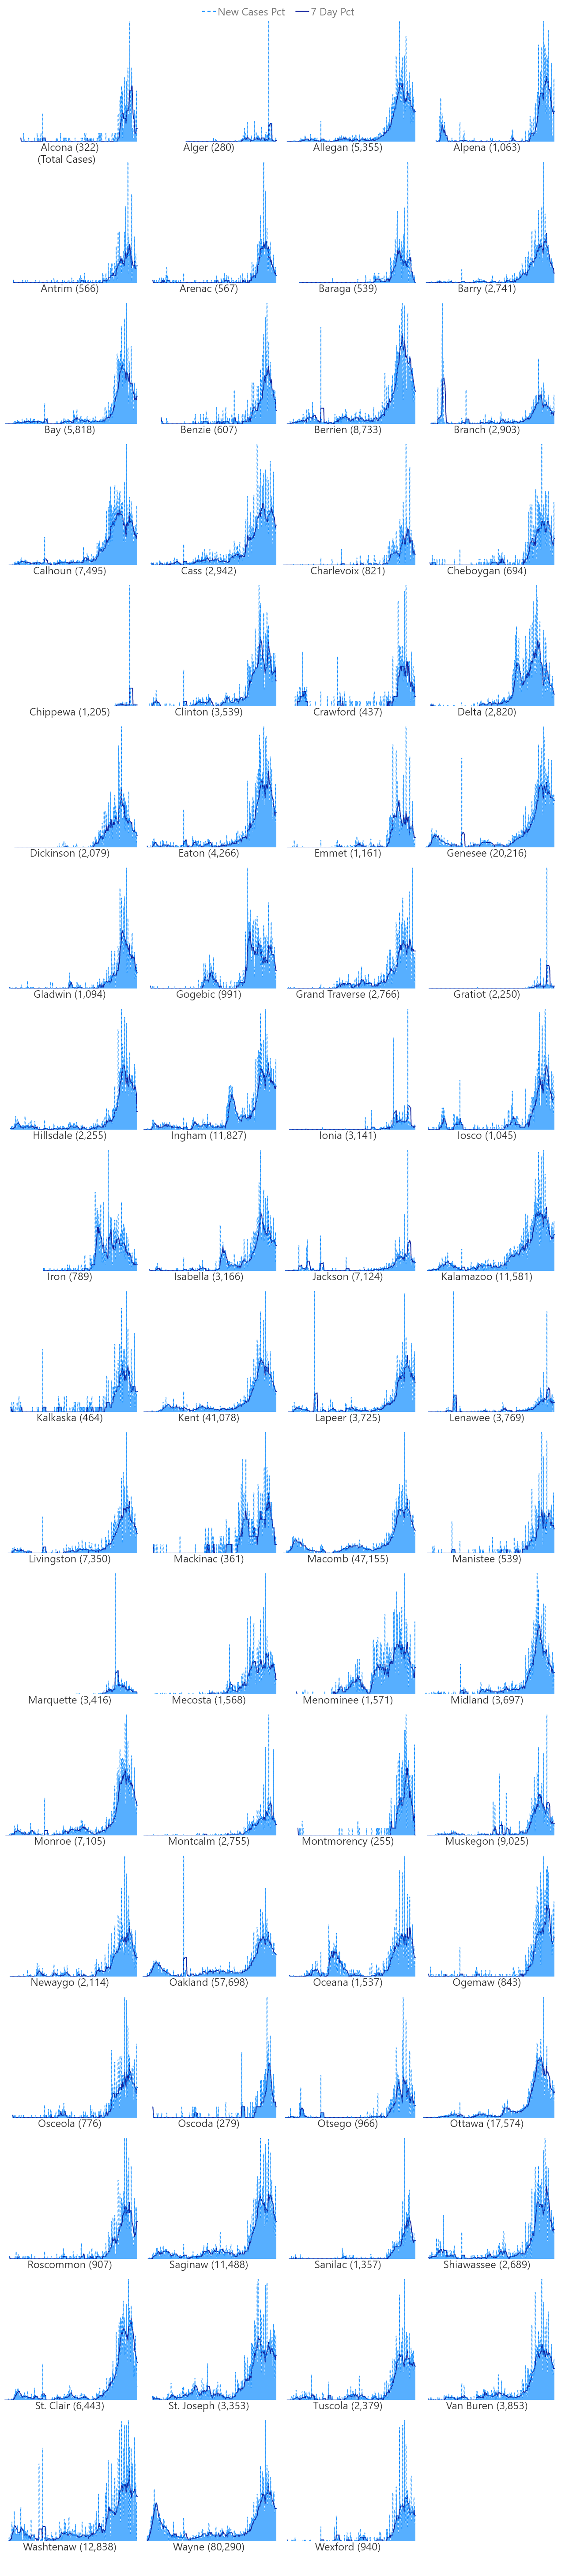 New Cases Pct 7 Day Pct
Alcona (322) Alger (280) Allegan (5,355) Alpena (1,063)
(Total Cases)
Antrim (566) Arenac (567) Baraga (539) Barry (2,741)
Bay (5,818) Benzie (607) Berrien (8,733) Branch (2,903)
Calhoun (7,495) Cass (2,942) Charlevoix (821) Cheboygan (694)
Chippewa (1,205) Clinton (3,539) Crawford (437) Delta (2,820)
Dickinson (2,079) Eaton (4,266) Emmet (1,161) Genesee (20,216)
Gladwin (1,094) Gogebic (991) Grand Traverse (2,766) Gratiot (2,250)
Hillsdale (2,255) Ingham (11,827) Ionia (3,141) Iosco (1,045)
Iron (789) Isabella (3,166) Jackson (7,124) Kalamazoo (11,581)
Kalkaska (464) Kent (41,078) Lapeer (3,725) Lenawee (3,769)
Livingston (7,350) Mackinac (361) Macomb (47,155) Manistee (539)
Marquette (3,416) Mecosta (1,568) Menominee (1,571) Midland (3,697)
Monroe (7,105) Montcalm (2,755) Montmorency (255) Muskegon (9,025)
Newaygo (2,114) Oakland (57,698) Oceana (1,537) Ogemaw (843)
Osceola (776) Oscoda (279) Otsego (966) Ottawa (17,574)
Roscommon (907) Saginaw (11,488) Sanilac (1,357) Shiawassee (2,689)
St. Clair (6,443) St. Joseph (3,353) Tuscola (2,379) Van Buren (3,853)
Washtenaw (12,838) Wayne (80,290) Wexford (940)